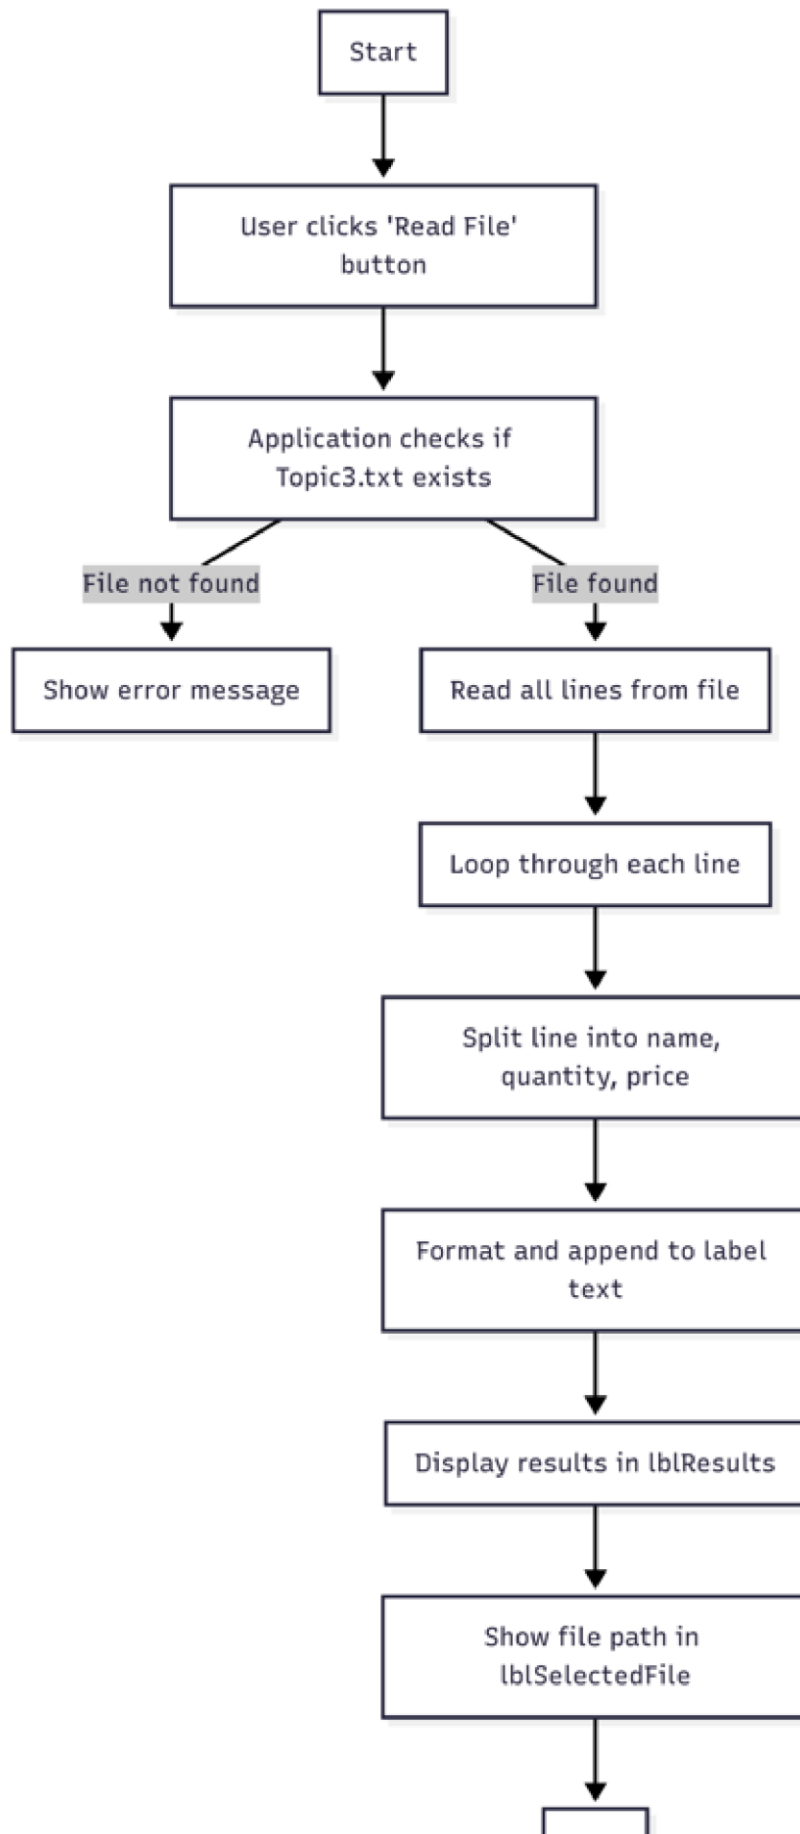 Start
User clicks 'Read File'
button
Application checks if
Topic3.txt exists
File not found
File found
Show error message
Read all lines from file
Loop through each line
Split line into name,
quantity, price
Format and append to label
text
Display results in lblResults
Show file path in
lblSelectedFile